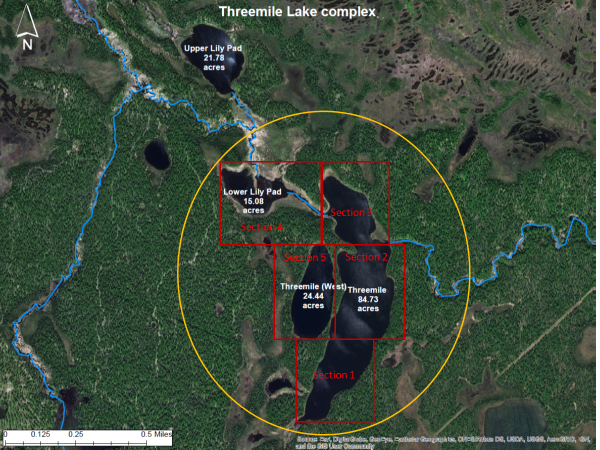 Threemile Lake complex
N
Upper Lily Pad
21.78
acres
Lower Lily Pad
15.08
acres
Section 3
Section 4
Section 5
Section 2
Threemile (West)
24.44
acres
Threemile
84.73
acres
Section 1
0 0.125 0.25 0.5 Miles
Source: Esri, DigitalGlobe, GeoEye, Earthstar Geographics, CNES/Airbus DS, USDA, USGS, AeroGRID, IGN,
and the GIS User Community